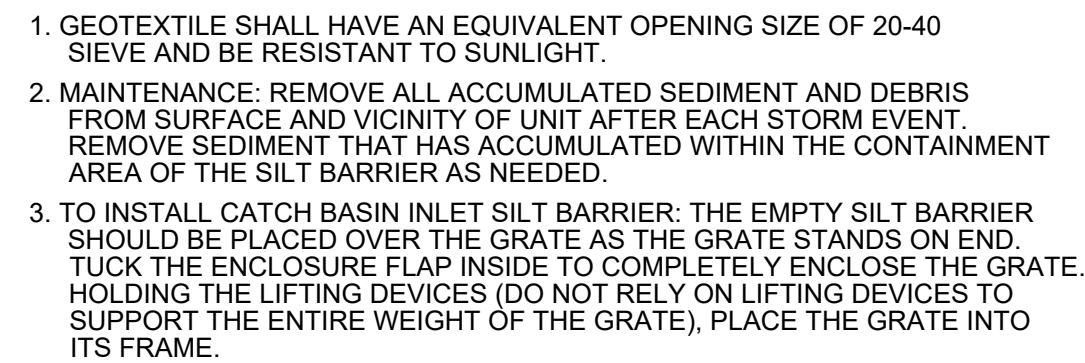 1. GEOTEXTILE SHALL HAVE AN EQUIVALENT OPENING SIZE OF 20-40
SIEVE AND BE RESISTANT TO SUNLIGHT.
2. MAINTENANCE: REMOVE ALL ACCUMULATED SEDIMENT AND DEBRIS
FROM SURFACE AND VICINITY OF UNIT AFTER EACH STORM EVENT.
REMOVE SEDIMENT THAT HAS ACCUMULATED WITHIN THE CONTAINMENT
AREA OF THE SILT BARRIER AS NEEDED.
3. TO INSTALL CATCH BASIN INLET SILT BARRIER: THE EMPTY SILT BARRIER
SHOULD BE PLACED OVER THE GRATE AS THE GRATE STANDS ON END.
TUCK THE ENCLOSURE FLAP INSIDE TO COMPLETELY ENCLOSE THE GRATE.
HOLDING THE LIFTING DEVICES (DO NOT RELY ON LIFTING DEVICES TO
SUPPORT THE ENTIRE WEIGHT OF THE GRATE), PLACE THE GRATE INTO
ITS FRAME.